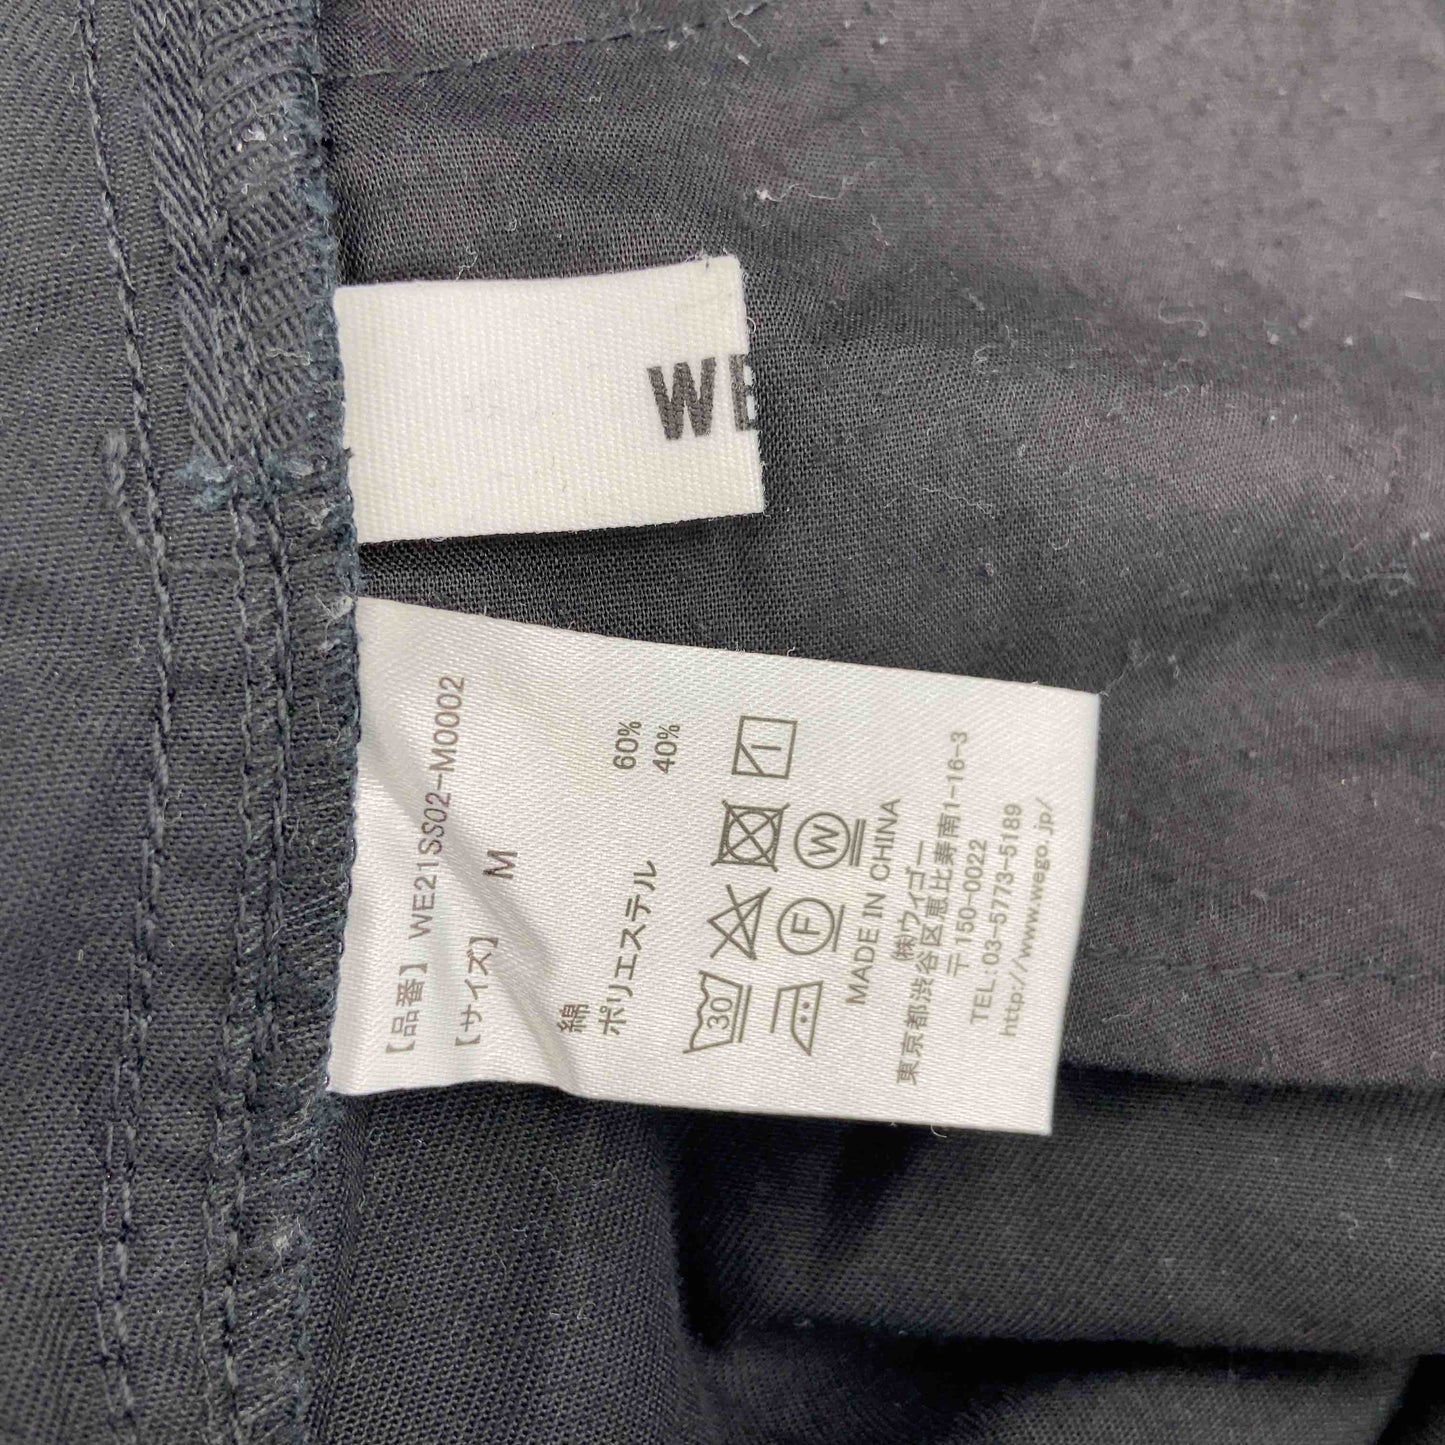 WE
【品番】WE21SS02-M0002
【サイズ】 M
綿 60%
ポリエステル 40%
30
F W
MADE IN CHINA
㈱ウイゴー
東京都渋谷区恵比寿南1-16-3
〒150-0022
TEL:03-5773-5189
http://www.wego.jp/